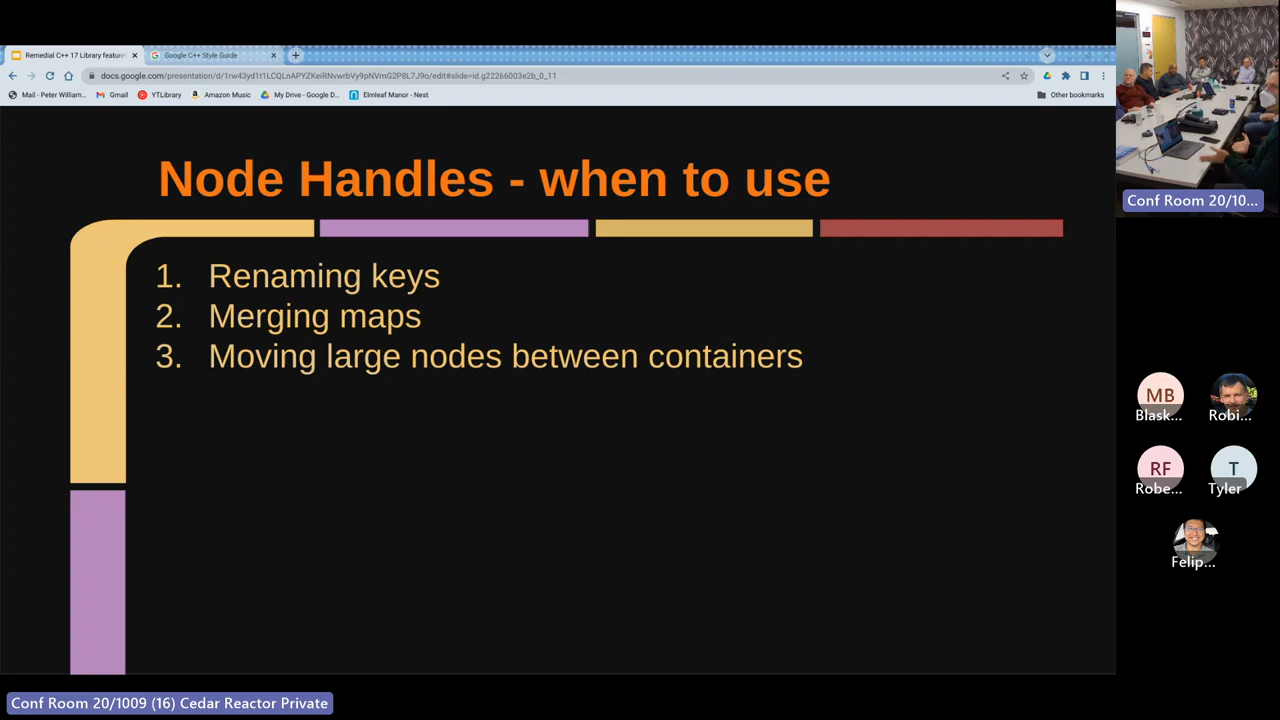 Remedial C++ 17 Library feature
Google C++ Style Guide
docs.google.com/presentation/d/1rw43yd1t1LCQLnAPYZKeiRNvwrbVy9pNVmG2P8L7J9o/edit#slide=id.g22266003e2b_0_11
Mail - Peter William...
Gmail
YTLibrary
Amazon Music
My Drive - Google D...
Elmleaf Manor - Nest
Other bookmarks
Node Handles - when to use
1. Renaming keys
2. Merging maps
3. Moving large nodes between containers
Conf Room 20/10...
MB
Blask...
Robi...
RF
Robe...
T
Tyler
Felip...
Conf Room 20/1009 (16) Cedar Reactor Private